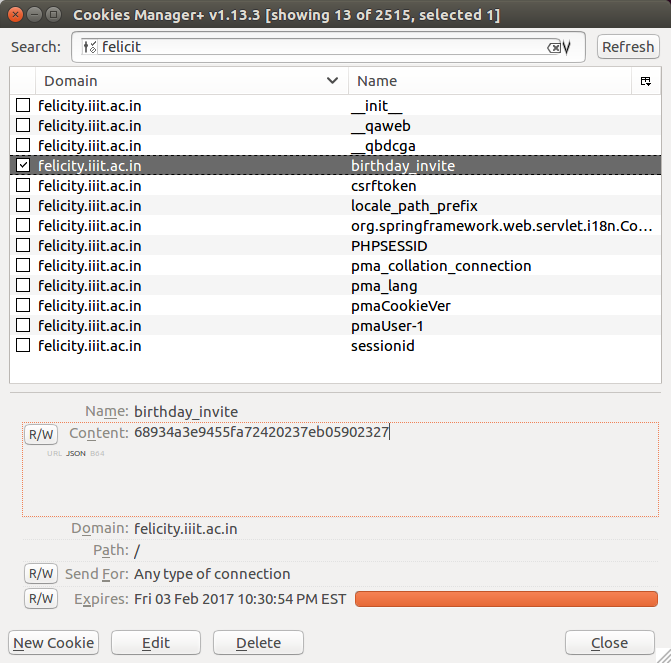 Cookies Manager+ v1.13.3 [showing 13 of 2515, selected 1]
Search: felicit Refresh
Domain Name
felicity.iiit.ac.in __init__
felicity.iiit.ac.in __qaweb
felicity.iiit.ac.in __qbdcga
felicity.iiit.ac.in birthday_invite
felicity.iiit.ac.in csrftoken
felicity.iiit.ac.in locale_path_prefix
felicity.iiit.ac.in org.springframework.web.servlet.i18n.Co...
felicity.iiit.ac.in PHPSESSID
felicity.iiit.ac.in pma_collation_connection
felicity.iiit.ac.in pma_lang
felicity.iiit.ac.in pmaCookieVer
felicity.iiit.ac.in pmaUser-1
felicity.iiit.ac.in sessionid
Name: birthday_invite
R/W Content: 68934a3e9455fa72420237eb05902327
URL JSON B64
Domain: felicity.iiit.ac.in
Path: /
R/W Send For: Any type of connection
R/W Expires: Fri 03 Feb 2017 10:30:54 PM EST
New Cookie Edit Delete Close